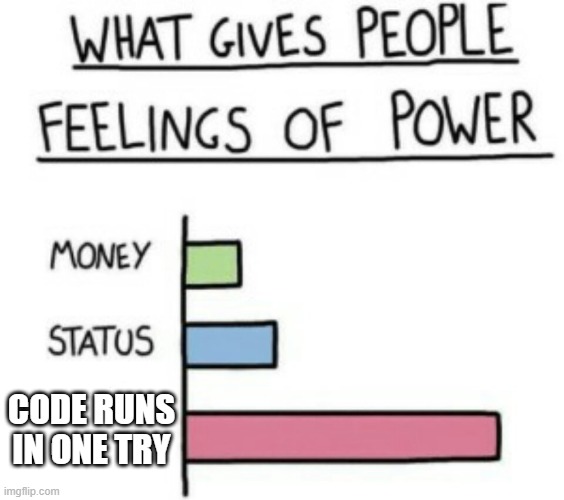 WHAT GIVES PEOPLE
FEELINGS OF POWER
MONEY
STATUS
CODE RUNS
IN ONE TRY
imgflip.com